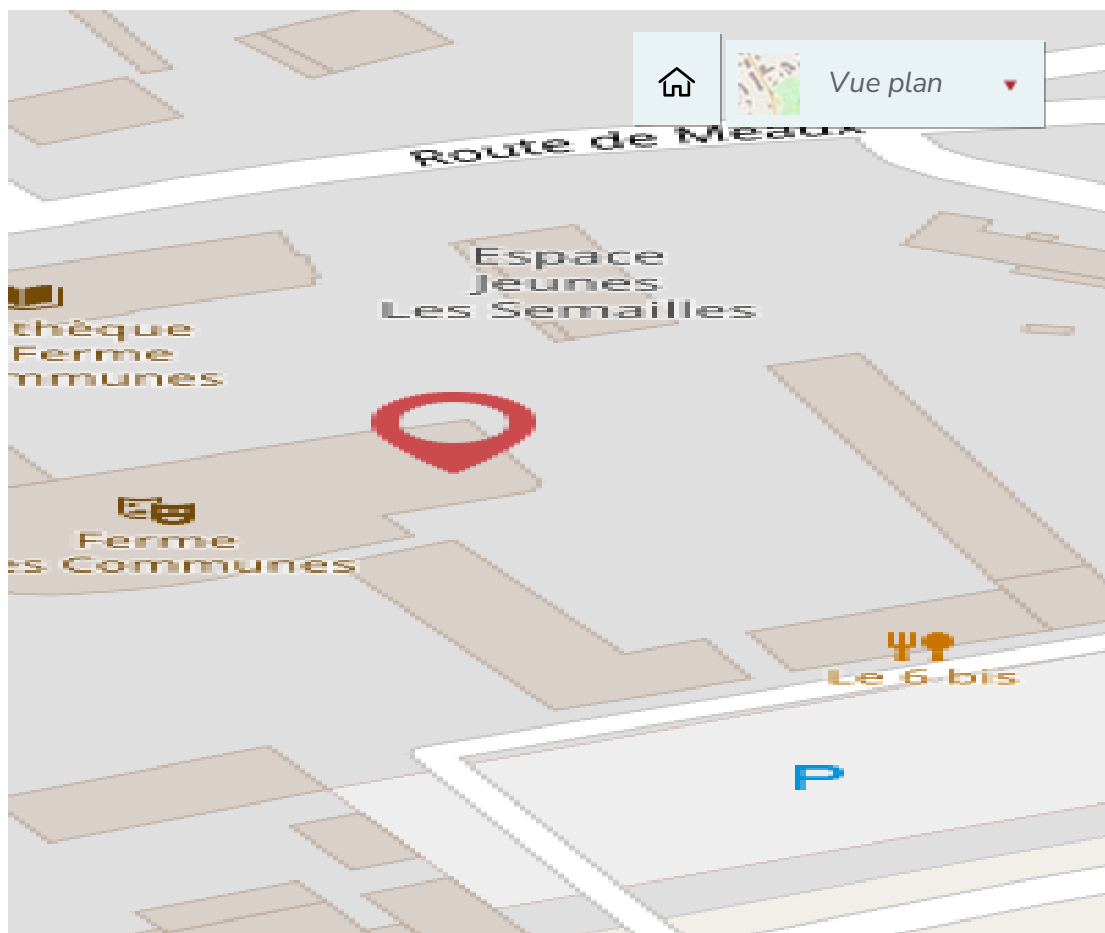 Vue plan
Route de Meaux
Espace
Jeunes
Les Semailles
thèque
Ferme
mmunes
Ferme
es Communes
Le 6 bis
P